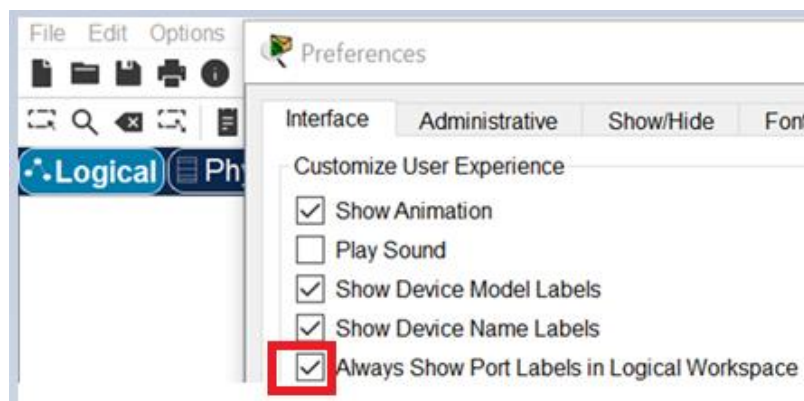 File Edit Options
Preferences
Interface Administrative Show/Hide
Logical
Customize User Experience
Show Animation
Play Sound
Show Device Model Labels
Show Device Name Labels
Always Show Port Labels in Logical Workspace